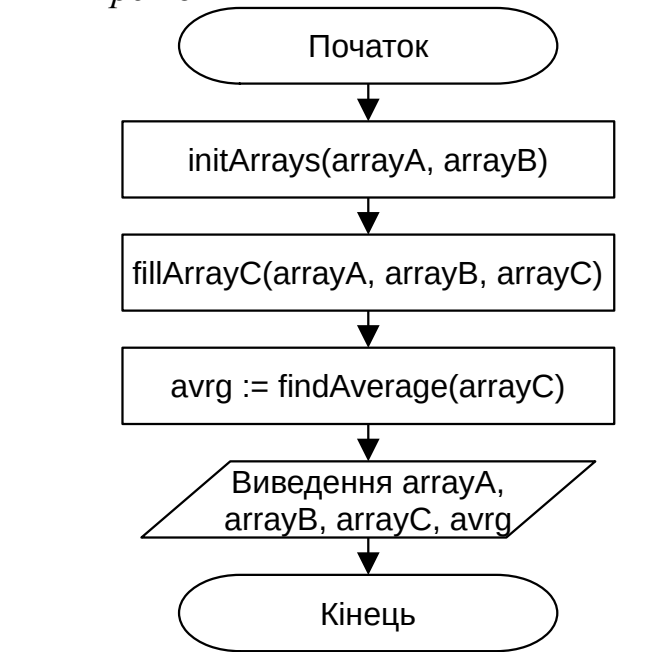 Початок
initArrays(arrayA, arrayB)
fillArrayC(arrayA, arrayB, arrayC)
avrg := findAverage(arrayC)
Виведення arrayA,
arrayB, arrayC, avrg
Кінець